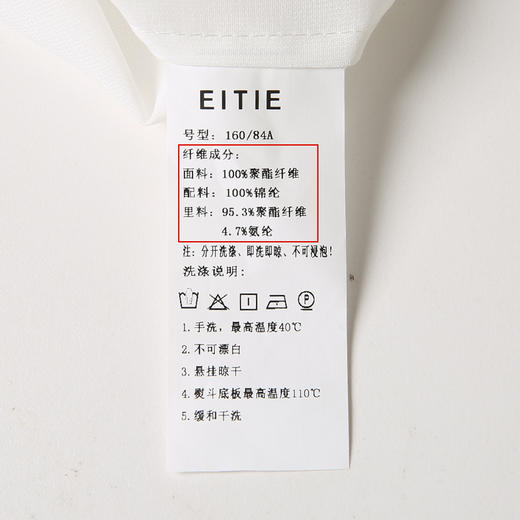 EITIE
号型: 160/84A
纤维成分:
面料: 100%聚酯纤维
配料: 100%锦纶
里料: 95.3%聚酯纤维
4.7%氨纶
注: 分开洗涤、即洗即晾、不可浸泡!
洗涤说明:
P
1.手洗,最高温度40℃
2.不可漂白
3.悬挂晾干
4.熨斗底板最高温度110℃
5.缓和干洗